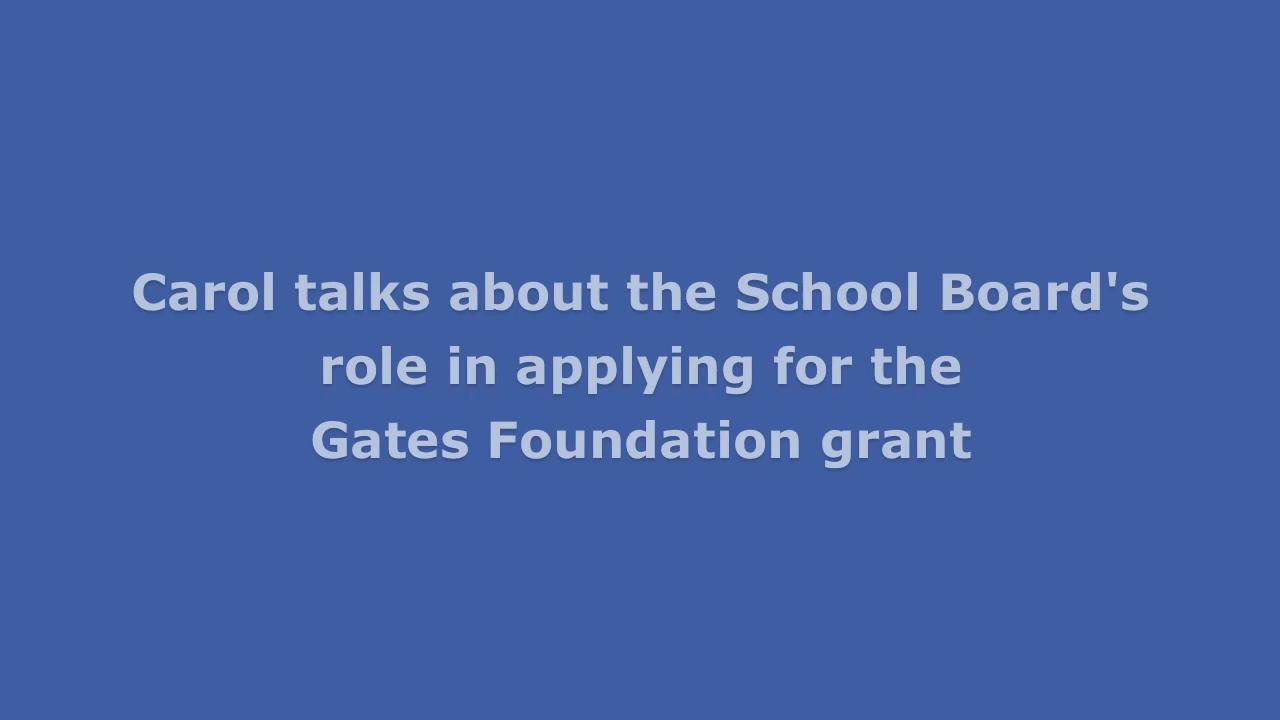 Carol talks about the School Board's
role in applying for the
Gates Foundation grant